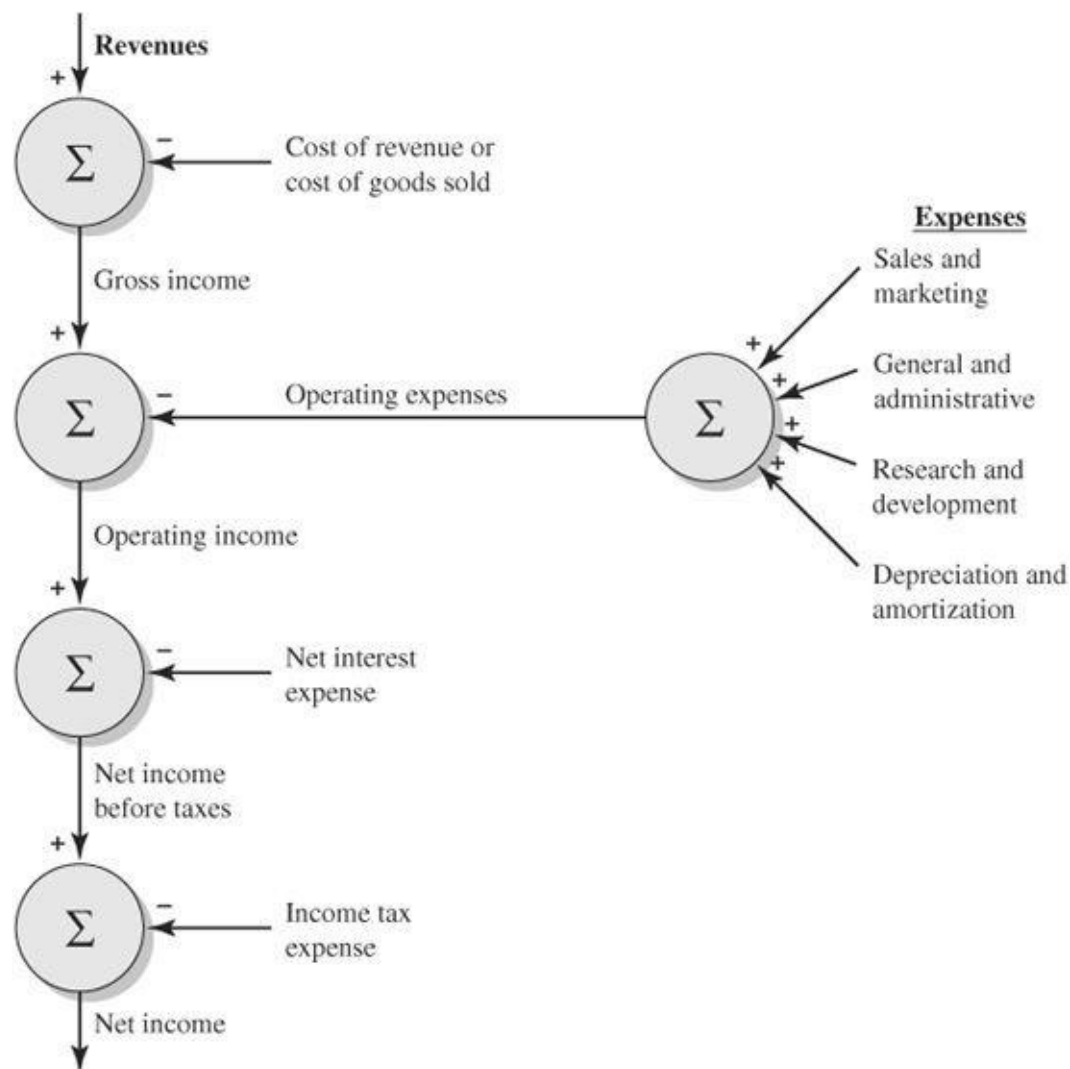 Revenues
+
Σ
−
Cost of revenue or
cost of goods sold
Gross income
+
Σ
−
Operating expenses
Σ
Expenses
+
Sales and
marketing
+
General and
administrative
+
Research and
development
+
Depreciation and
amortization
Operating income
+
Σ
−
Net interest
expense
Net income
before taxes
+
Σ
−
Income tax
expense
Net income